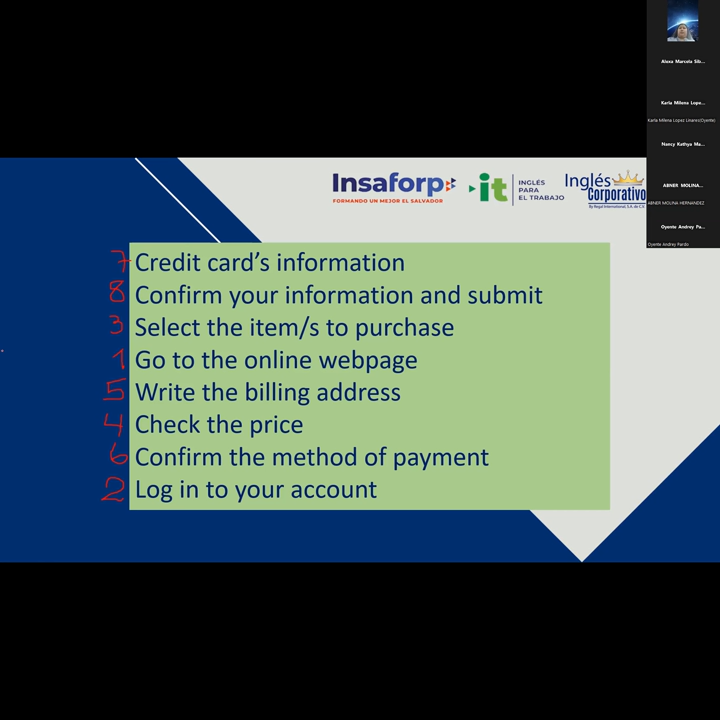 Alexa Marcela Sib...
Karla Milena Lope...
Karla Milena Lopez Linares(Oyente)
Nancy Kathya Ma...
ABNER MOLINA...
ABNER MOLINA HERNANDEZ
Oyente Andrey Pa...
Oyente Andrey Pardo
Insaforp
FORMANDO UN MEJOR EL SALVADOR
it
INGLÉS
PARA
EL TRABAJO
Inglés
Corporativo
By Regal International, S.A. de C.V.
7 Credit card’s information
8 Confirm your information and submit
3 Select the item/s to purchase
1 Go to the online webpage
5 Write the billing address
4 Check the price
6 Confirm the method of payment
2 Log in to your account